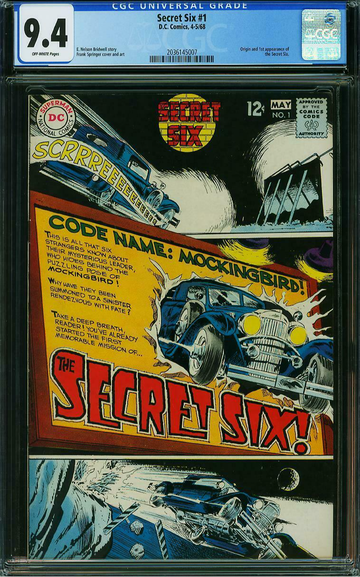 CGC UNIVERSAL GRADE
9.4
OFF-WHITE Pages
Secret Six #1
D.C. Comics, 4-5/68
E. Nelson Bridwell story
Frank Springer cover and art
2036145007
Origin and 1st appearance of
the Secret Six.
CGC
SUPERMAN
DC
NATIONAL COMICS
SECRET
SIX
12¢
MAY
NO. 1
APPROVED
BY THE
COMICS
CODE
AUTHORITY
SCRRREEEEEEEEE
CODE NAME: MOCKINGBIRD!
THIS IS ALL THAT SIX
STRANGERS KNOW ABOUT
THEIR MYSTERIOUS LEADER,
WHO HIDES BEHIND THE
PUZZLING POSE OF
MOCKINGBIRD!
WHY HAVE THEY BEEN
SUMMONED TO A SINISTER
RENDEZVOUS WITH FATE?
TAKE A DEEP BREATH,
READER! YOU'VE ALREADY
STARTED THE FIRST
MEMORABLE MISSION OF...
THE
SECRET SIX!